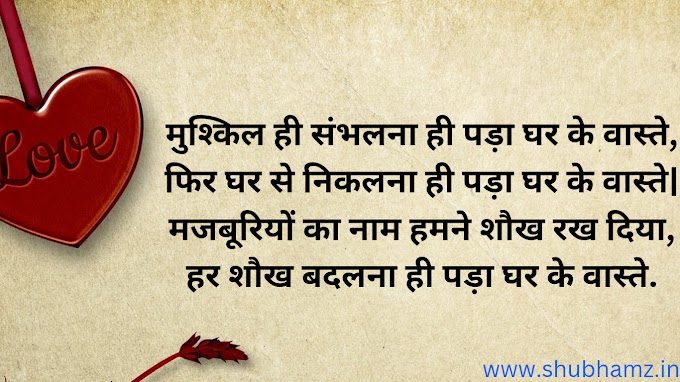 Love
मुश्किल ही संभलना ही पड़ा घर के वास्ते,
फिर घर से निकलना ही पड़ा घर के वास्ते|
मजबूरियों का नाम हमने शौख रख दिया,
हर शौख बदलना ही पड़ा घर के वास्ते.
www.shubhamz.in